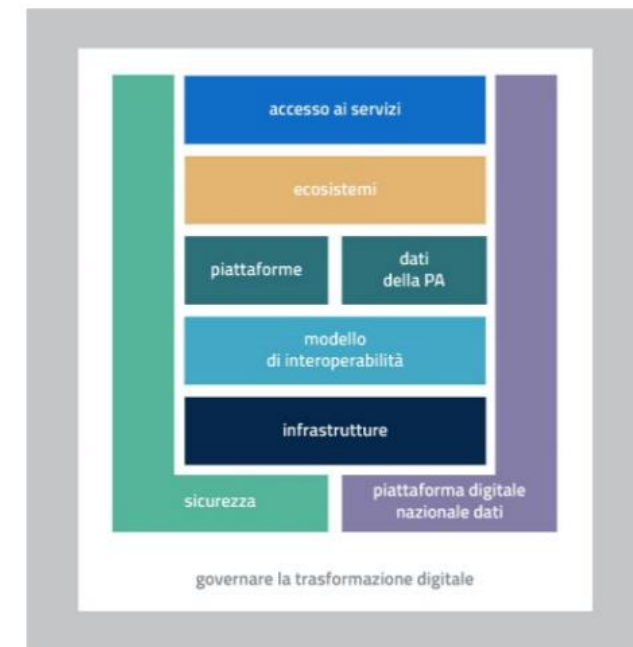 accesso ai servizi
ecosistemi
piattaforme
dati
della PA
modello
di interoperabilità
infrastrutture
sicurezza
piattaforma digitale
nazionale dati
governare la trasformazione digitale